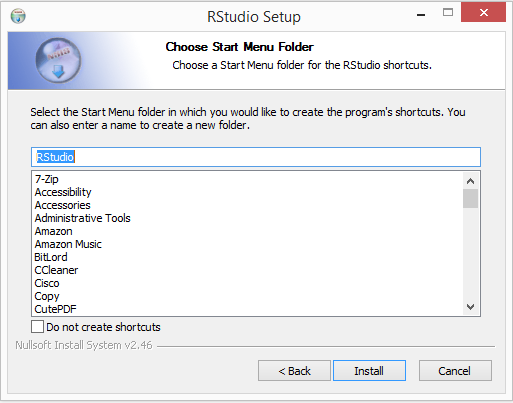 RStudio Setup
Choose Start Menu Folder
Choose a Start Menu folder for the RStudio shortcuts.
Select the Start Menu folder in which you would like to create the program's shortcuts. You
can also enter a name to create a new folder.
RStudio
7-Zip
Accessibility
Accessories
Administrative Tools
Amazon
Amazon Music
BitLord
CCleaner
Cisco
Copy
CutePDF
Do not create shortcuts
Nullsoft Install System v2.46
< Back
Install
Cancel